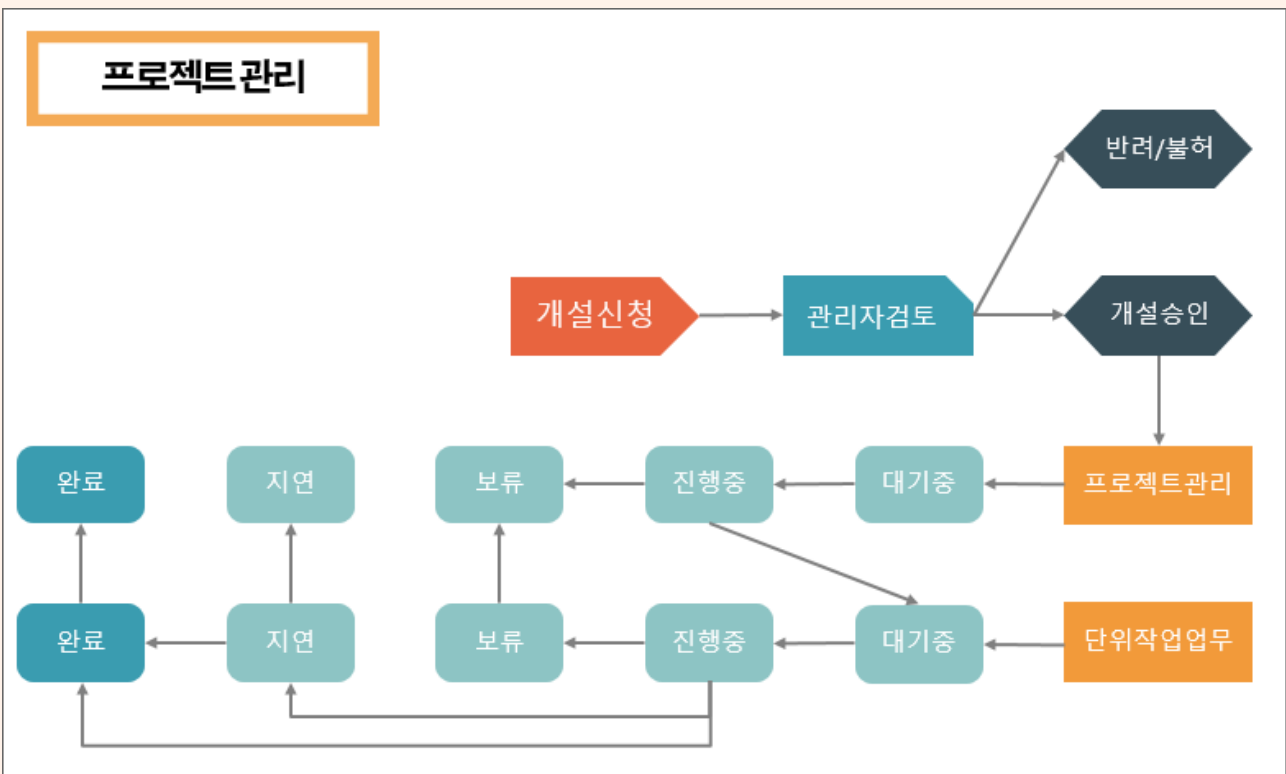 프로젝트 관리
반려/불허
개설신청
관리자검토
개설승인
완료
지연
보류
진행중
대기중
프로젝트관리
완료
지연
보류
진행중
대기중
단위작업업무